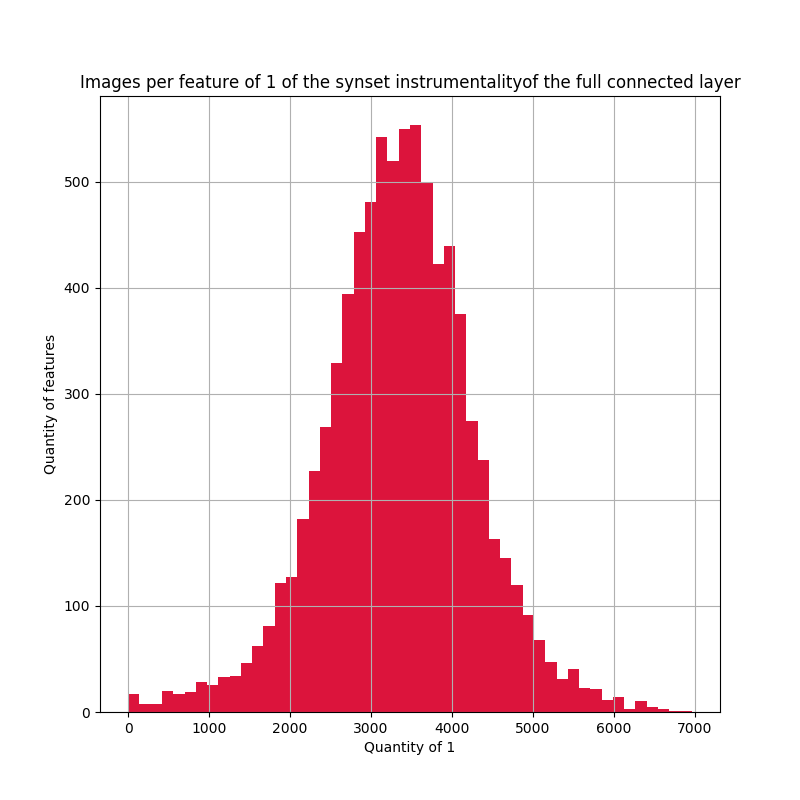 Images per feature of 1 of the synset instrumentalityof the full connected layer
Quantity of features
500
400
300
200
100
0
0 1000 2000 3000 4000 5000 6000 7000
Quantity of 1